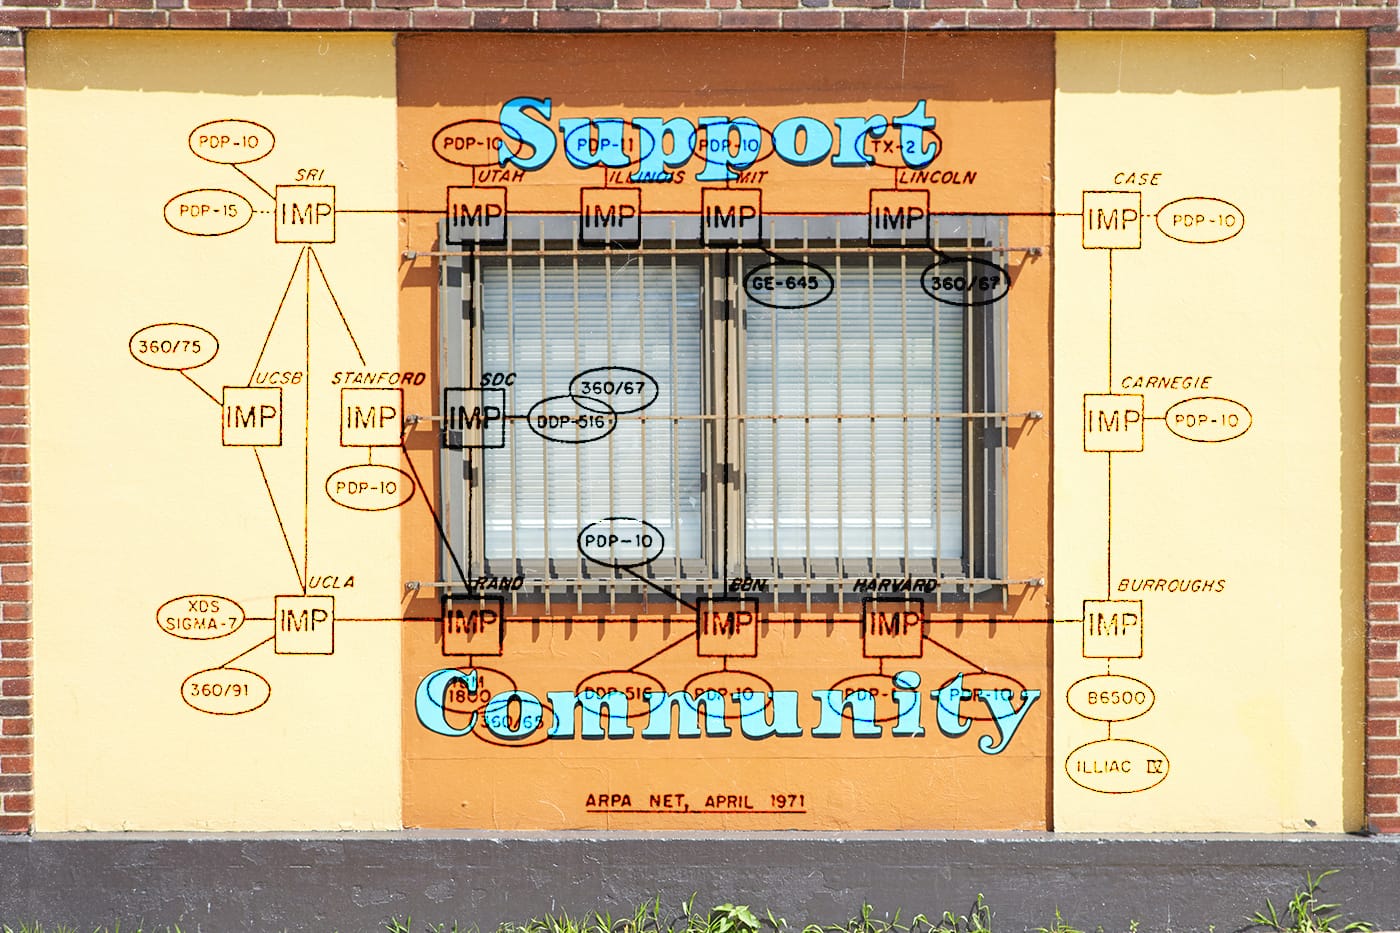 Support
PDP-10
PDP-10
PDP-11
PDP-10
TX-2
SRI
UTAH
ILLINOIS
MIT
LINCOLN
CASE
PDP-15
IMP
IMP
IMP
IMP
IMP
IMP
PDP-10
GE-645
360/67
360/75
UCSB
STANFORD
SDC
360/67
CARNEGIE
IMP
IMP
IMP
DDP-516
IMP
PDP-10
PDP-10
PDP-10
UCLA
RAND
BBN
HARVARD
BURROUGHS
XDS
SIGMA-7
IMP
IMP
IMP
IMP
IMP
360/91
IBM
1800
DDP-516
PDP-10
PDP-10
B6500
360/65
Community
ILLIAC IV
ARPA NET, APRIL 1971